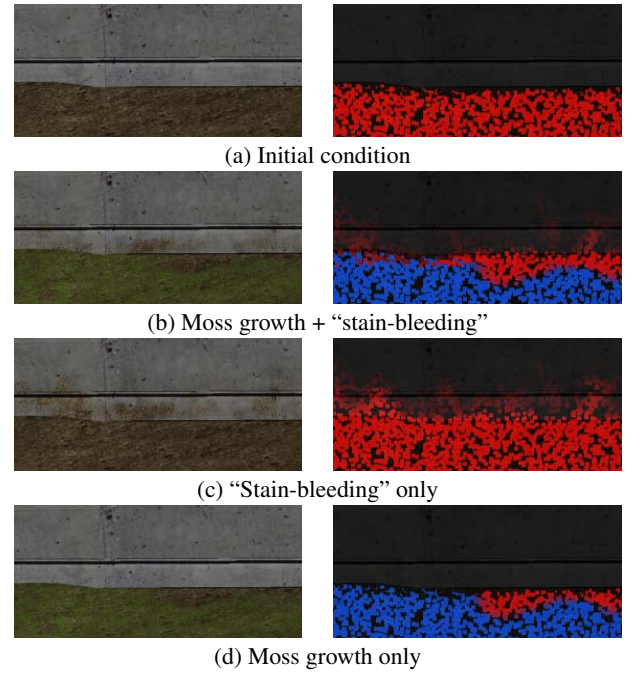 (a) Initial condition
(b) Moss growth + “stain-bleeding”
(c) “Stain-bleeding” only
(d) Moss growth only